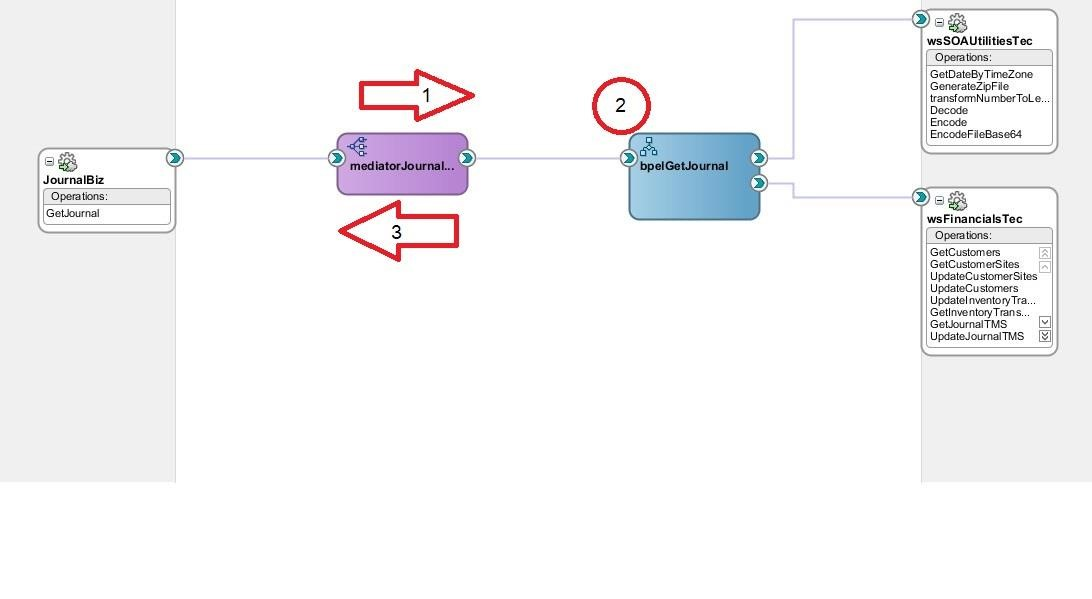 JournalBiz
Operations:
GetJournal
1
mediatorJournal...
3
2
bpelGetJournal
wsSOAUtilitiesTec
Operations:
GetDateByTimeZone
GenerateZipFile
transformNumberToLe...
Decode
Encode
EncodeFileBase64
wsFinancialsTec
Operations:
GetCustomers
GetCustomerSites
UpdateCustomerSites
UpdateCustomers
UpdateInventoryTra...
GetInventoryTrans...
GetJournalTMS
UpdateJournalTMS